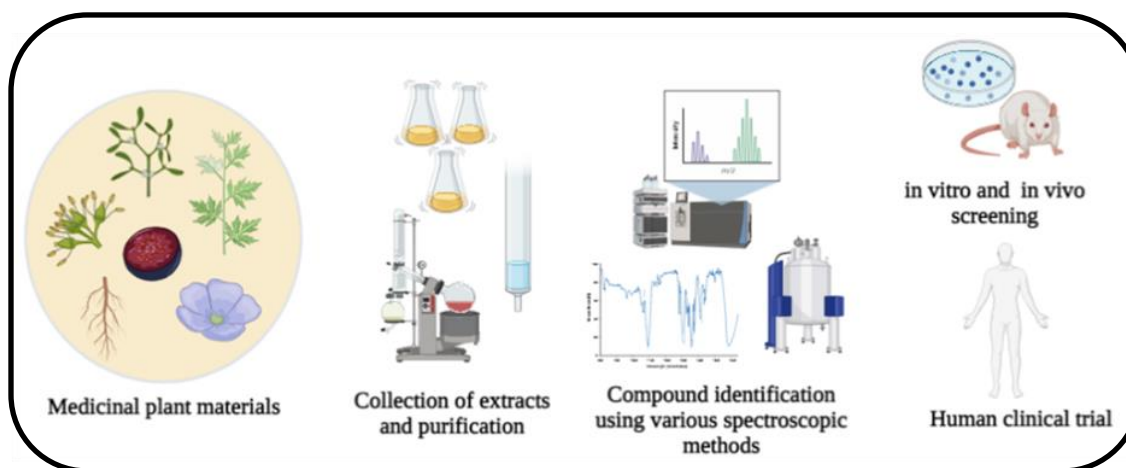 Medicinal plant materials
Collection of extracts
and purification
Intensity
m/z
Compound identification
using various spectroscopic
methods
in vitro and in vivo
screening
Human clinical trial